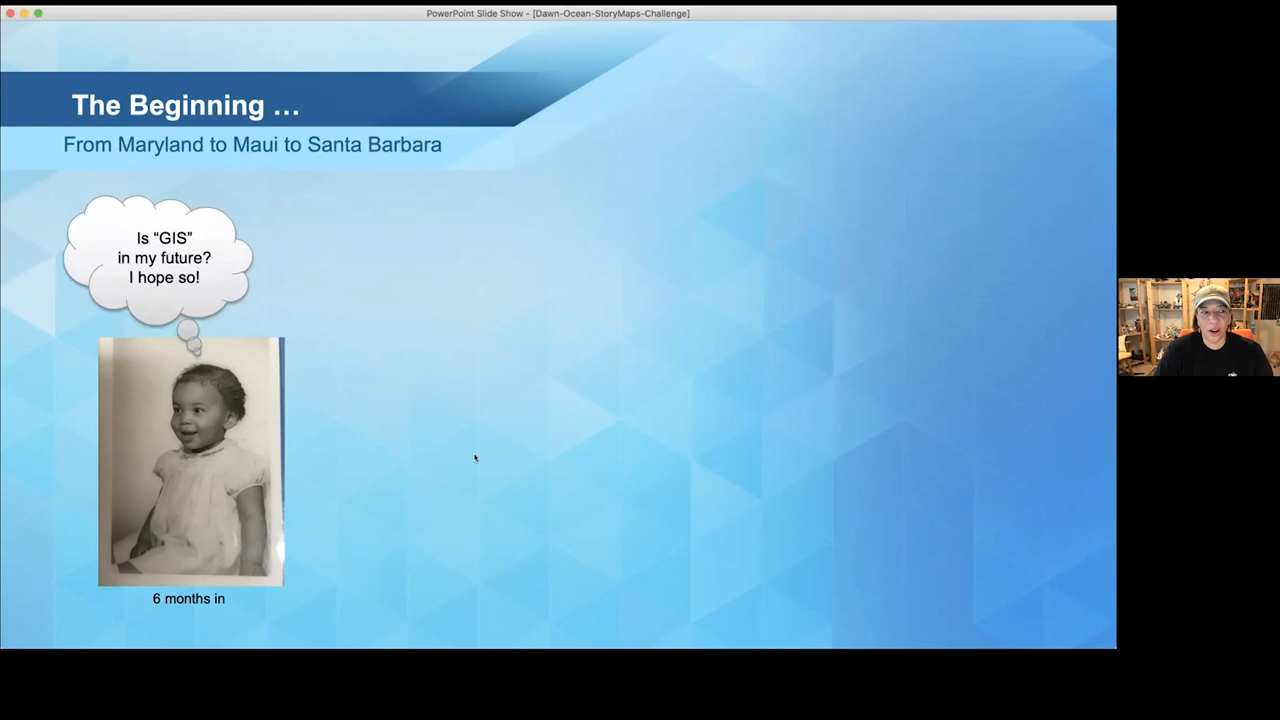 PowerPoint Slide Show - [Dawn-Ocean-StoryMaps-Challenge]
The Beginning …
From Maryland to Maui to Santa Barbara
Is “GIS”
in my future?
I hope so!
6 months in